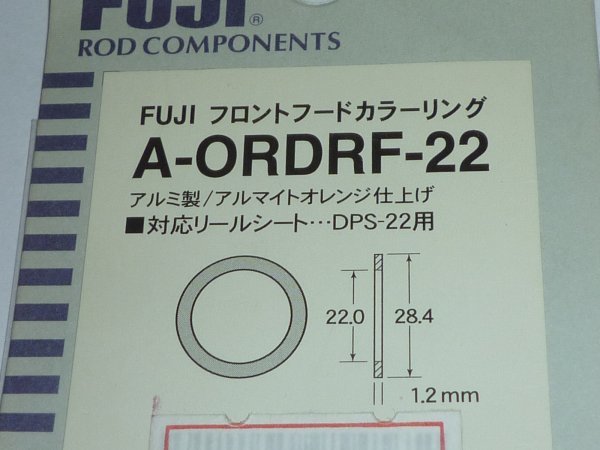 FUJI®
ROD COMPONENTS
FUJI フロントフードカラーリング
A-ORDRF-22
アルミ製/アルマイトオレンジ仕上げ
■対応リールシート…DPS-22用
22.0 28.4
1.2mm